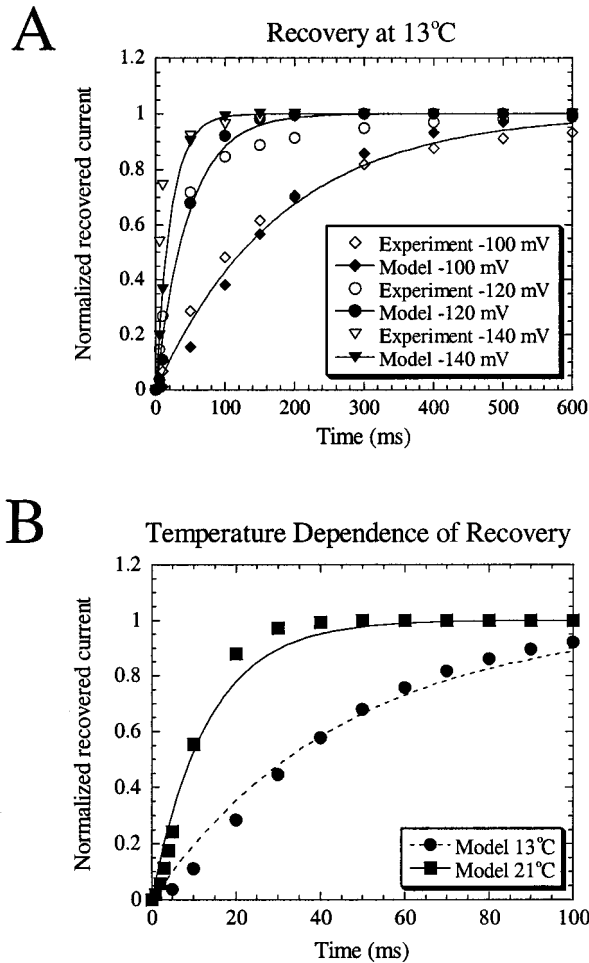 A
Recovery at 13°C
Normalized recovered current
1.2
1
0.8
0.6
0.4
0.2
0
Experiment -100 mV
Model -100 mV
Experiment -120 mV
Model -120 mV
Experiment -140 mV
Model -140 mV
0 100 200 300 400 500 600
Time (ms)
B
Temperature Dependence of Recovery
Normalized recovered current
1.2
1
0.8
0.6
0.4
0.2
0
Model 13°C
Model 21°C
0 20 40 60 80 100
Time (ms)